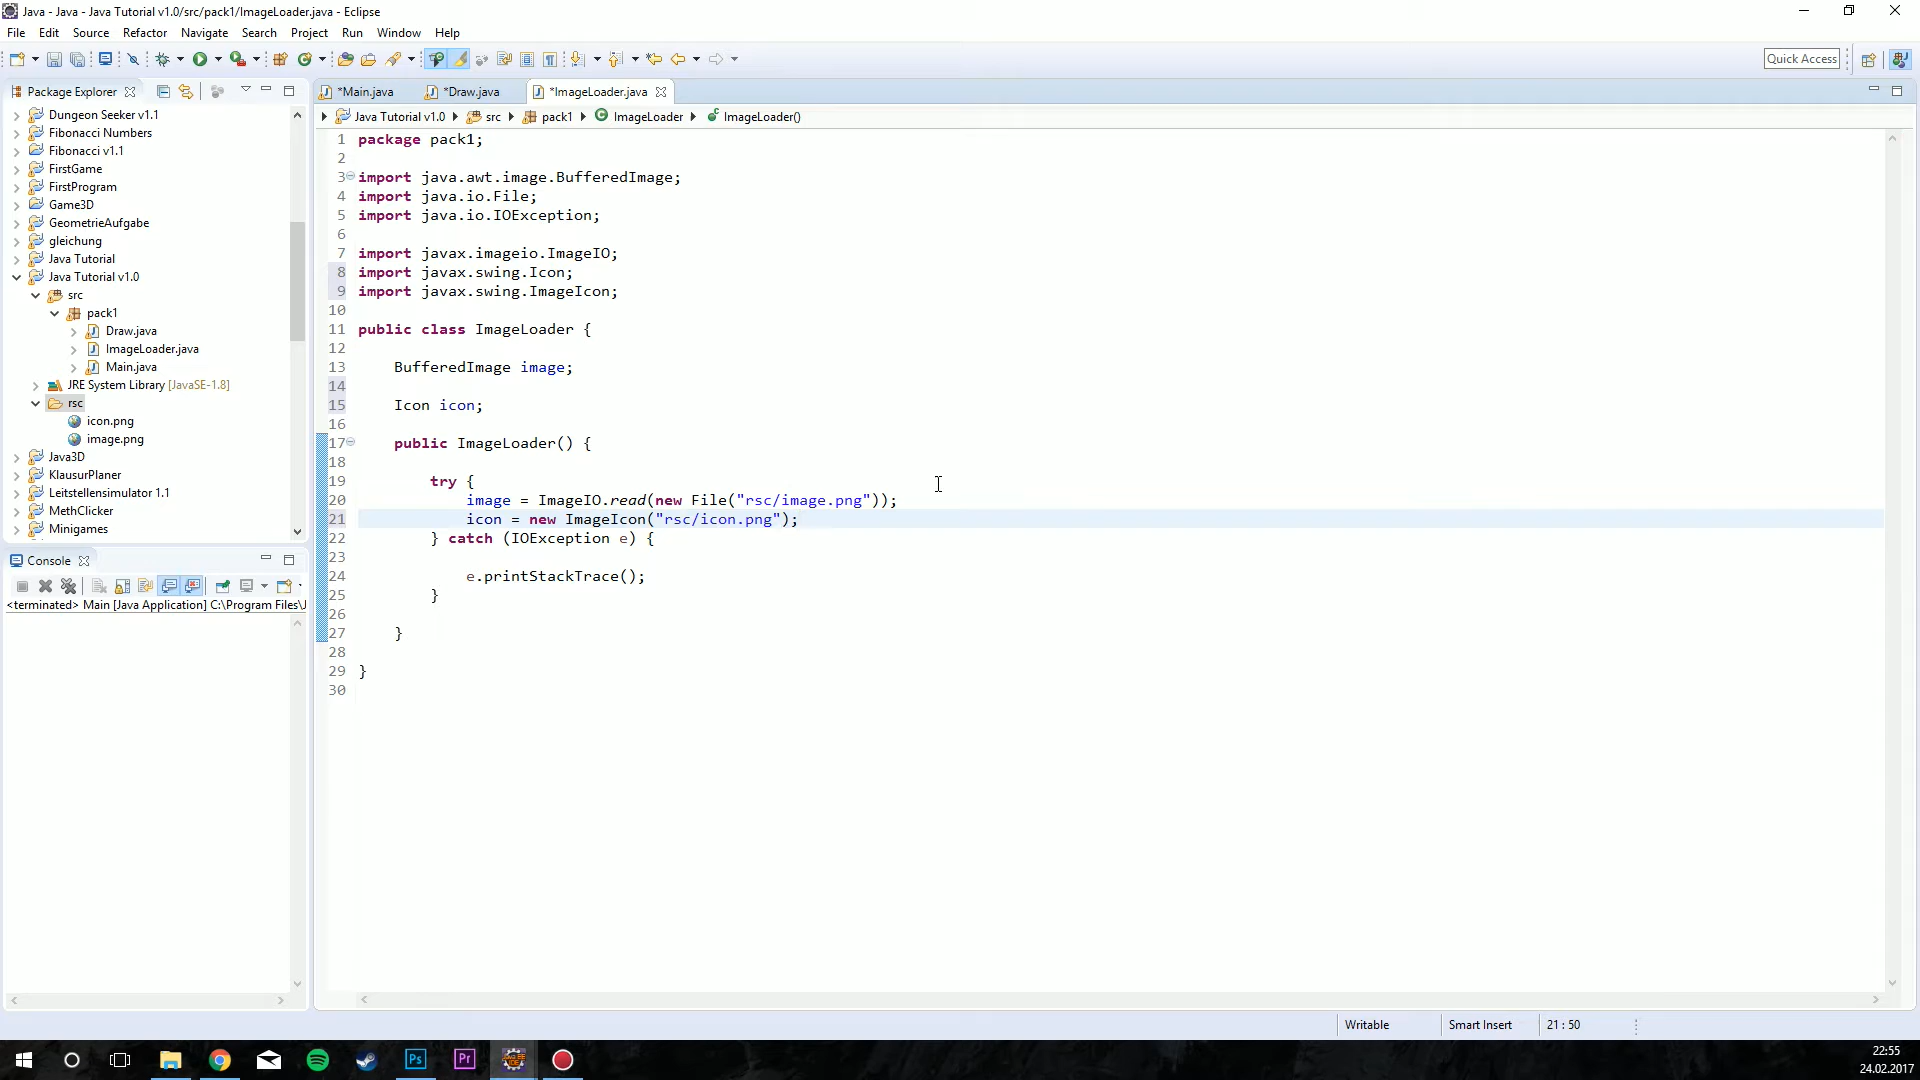 Java - Java - Java Tutorial v1.0/src/pack1/ImageLoader.java - Eclipse
File Edit Source Refactor Navigate Search Project Run Window Help
Quick Access
Package Explorer
*Main.java *Draw.java *ImageLoader.java
Java Tutorial v1.0 src pack1 ImageLoader ImageLoader()
Dungeon Seeker v1.1
Fibonacci Numbers
Fibonacci v1.1
FirstGame
FirstProgram
Game3D
GeometrieAufgabe
gleichung
Java Tutorial
Java Tutorial v1.0
src
pack1
Draw.java
ImageLoader.java
Main.java
JRE System Library [JavaSE-1.8]
rsc
icon.png
image.png
Java3D
KlausurPlaner
Leitstellensimulator 1.1
MethClicker
Minigames
Console
<terminated> Main [Java Application] C:\Program Files\J
1 package pack1;
2
3 import java.awt.image.BufferedImage;
4 import java.io.File;
5 import java.io.IOException;
6
7 import javax.imageio.ImageIO;
8 import javax.swing.Icon;
9 import javax.swing.ImageIcon;
10
11 public class ImageLoader {
12
13 BufferedImage image;
14
15 Icon icon;
16
17 public ImageLoader() {
18
19 try {
20 image = ImageIO.read(new File("rsc/image.png"));
21 icon = new ImageIcon("rsc/icon.png");
22 } catch (IOException e) {
23
24 e.printStackTrace();
25 }
26
27 }
28
29 }
30
Writable Smart Insert 21 : 50
Ps Pr
22:55
24.02.2017